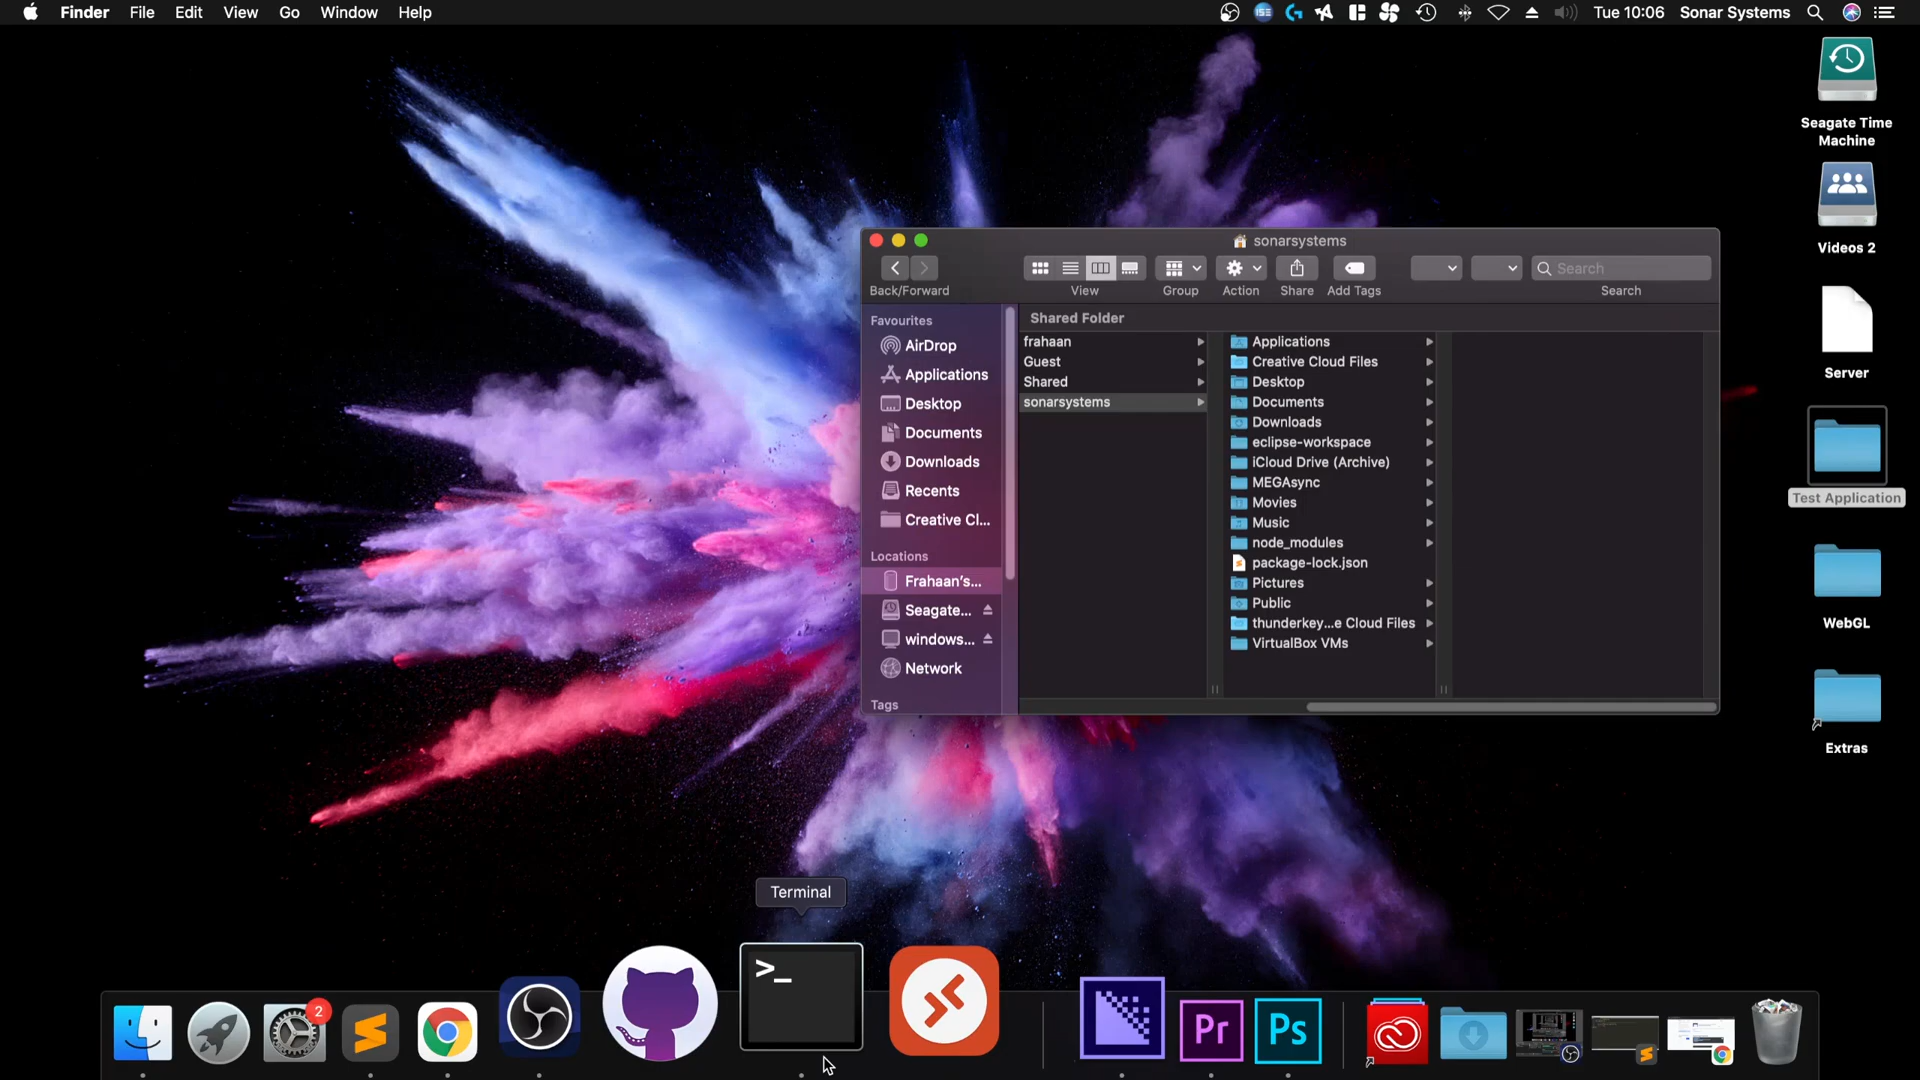 Finder File Edit View Go Window Help
ISE Tue 10:06 Sonar Systems
Seagate Time
Machine
Videos 2
Server
Test Application
WebGL
Extras
sonarsystems
Back/Forward
View Group Action Share Add Tags
Search
Search
Favourites
AirDrop
Applications
Desktop
Documents
Downloads
Recents
Creative Cl...
Locations
Frahaan's...
Seagate...
windows...
Network
Tags
Shared Folder
frahaan
Guest
Shared
sonarsystems
Applications
Creative Cloud Files
Desktop
Documents
Downloads
eclipse-workspace
iCloud Drive (Archive)
MEGAsync
Movies
Music
node_modules
package-lock.json
Pictures
Public
thunderkey...e Cloud Files
VirtualBox VMs
Terminal
2
>_
Pr
Ps